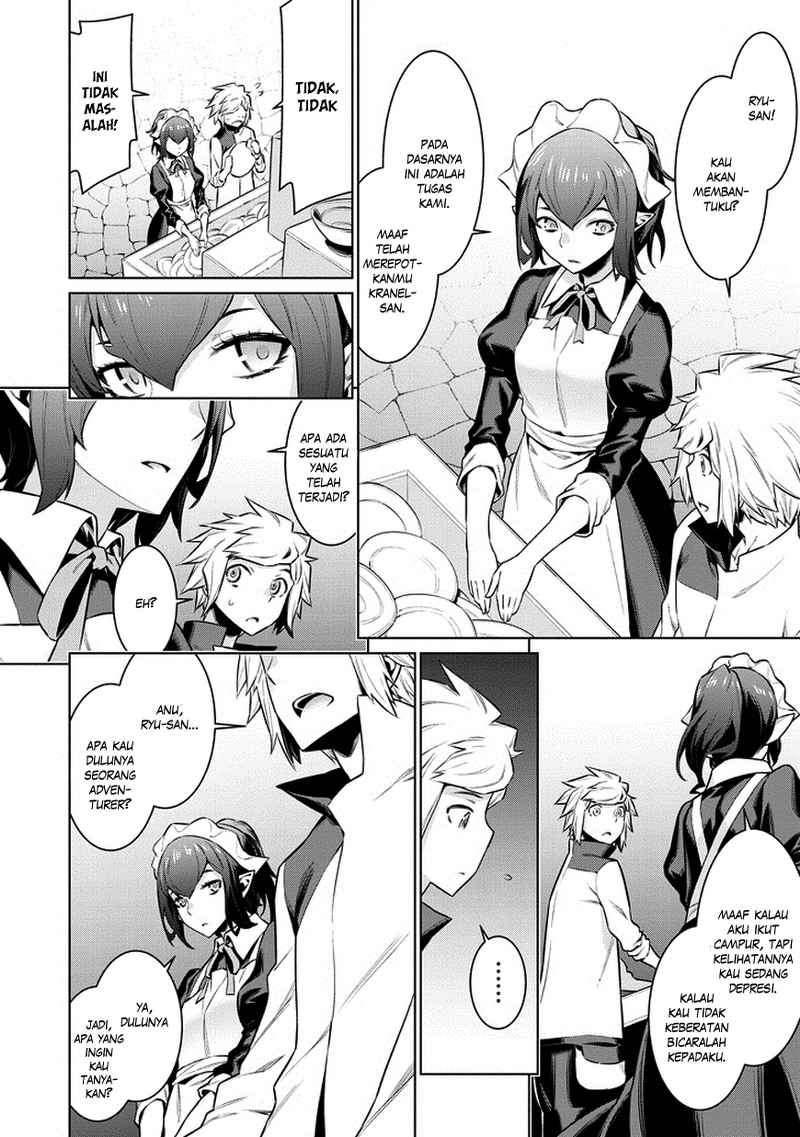 RYU-
SAN!
KAU
AKAN
MEMBAN-
TUKU?
PADA
DASARNYA
INI ADALAH
TUGAS
KAMI.
MAAF
TELAH
MEREPOT-
KANMU
KRANEL-
SAN.
TIDAK,
TIDAK
INI
TIDAK
MAS-
ALAH!
APA ADA
SESUATU
YANG
TELAH
TERJADI?
EH?
MAAF KALAU
AKU IKUT
CAMPUR, TAPI
KELIHATANNYA
KAU SEDANG
DEPRESI.
KALAU
KAU TIDAK
KEBERATAN
BICARALAH
KEPADAKU.
......
ANU,
RYU-SAN...
APA KAU
DULUNYA
SEORANG
ADVEN-
TURER?
YA,
DULUNYA
JADI,
APA YANG
INGIN
KAU
TANYA-
KAN?